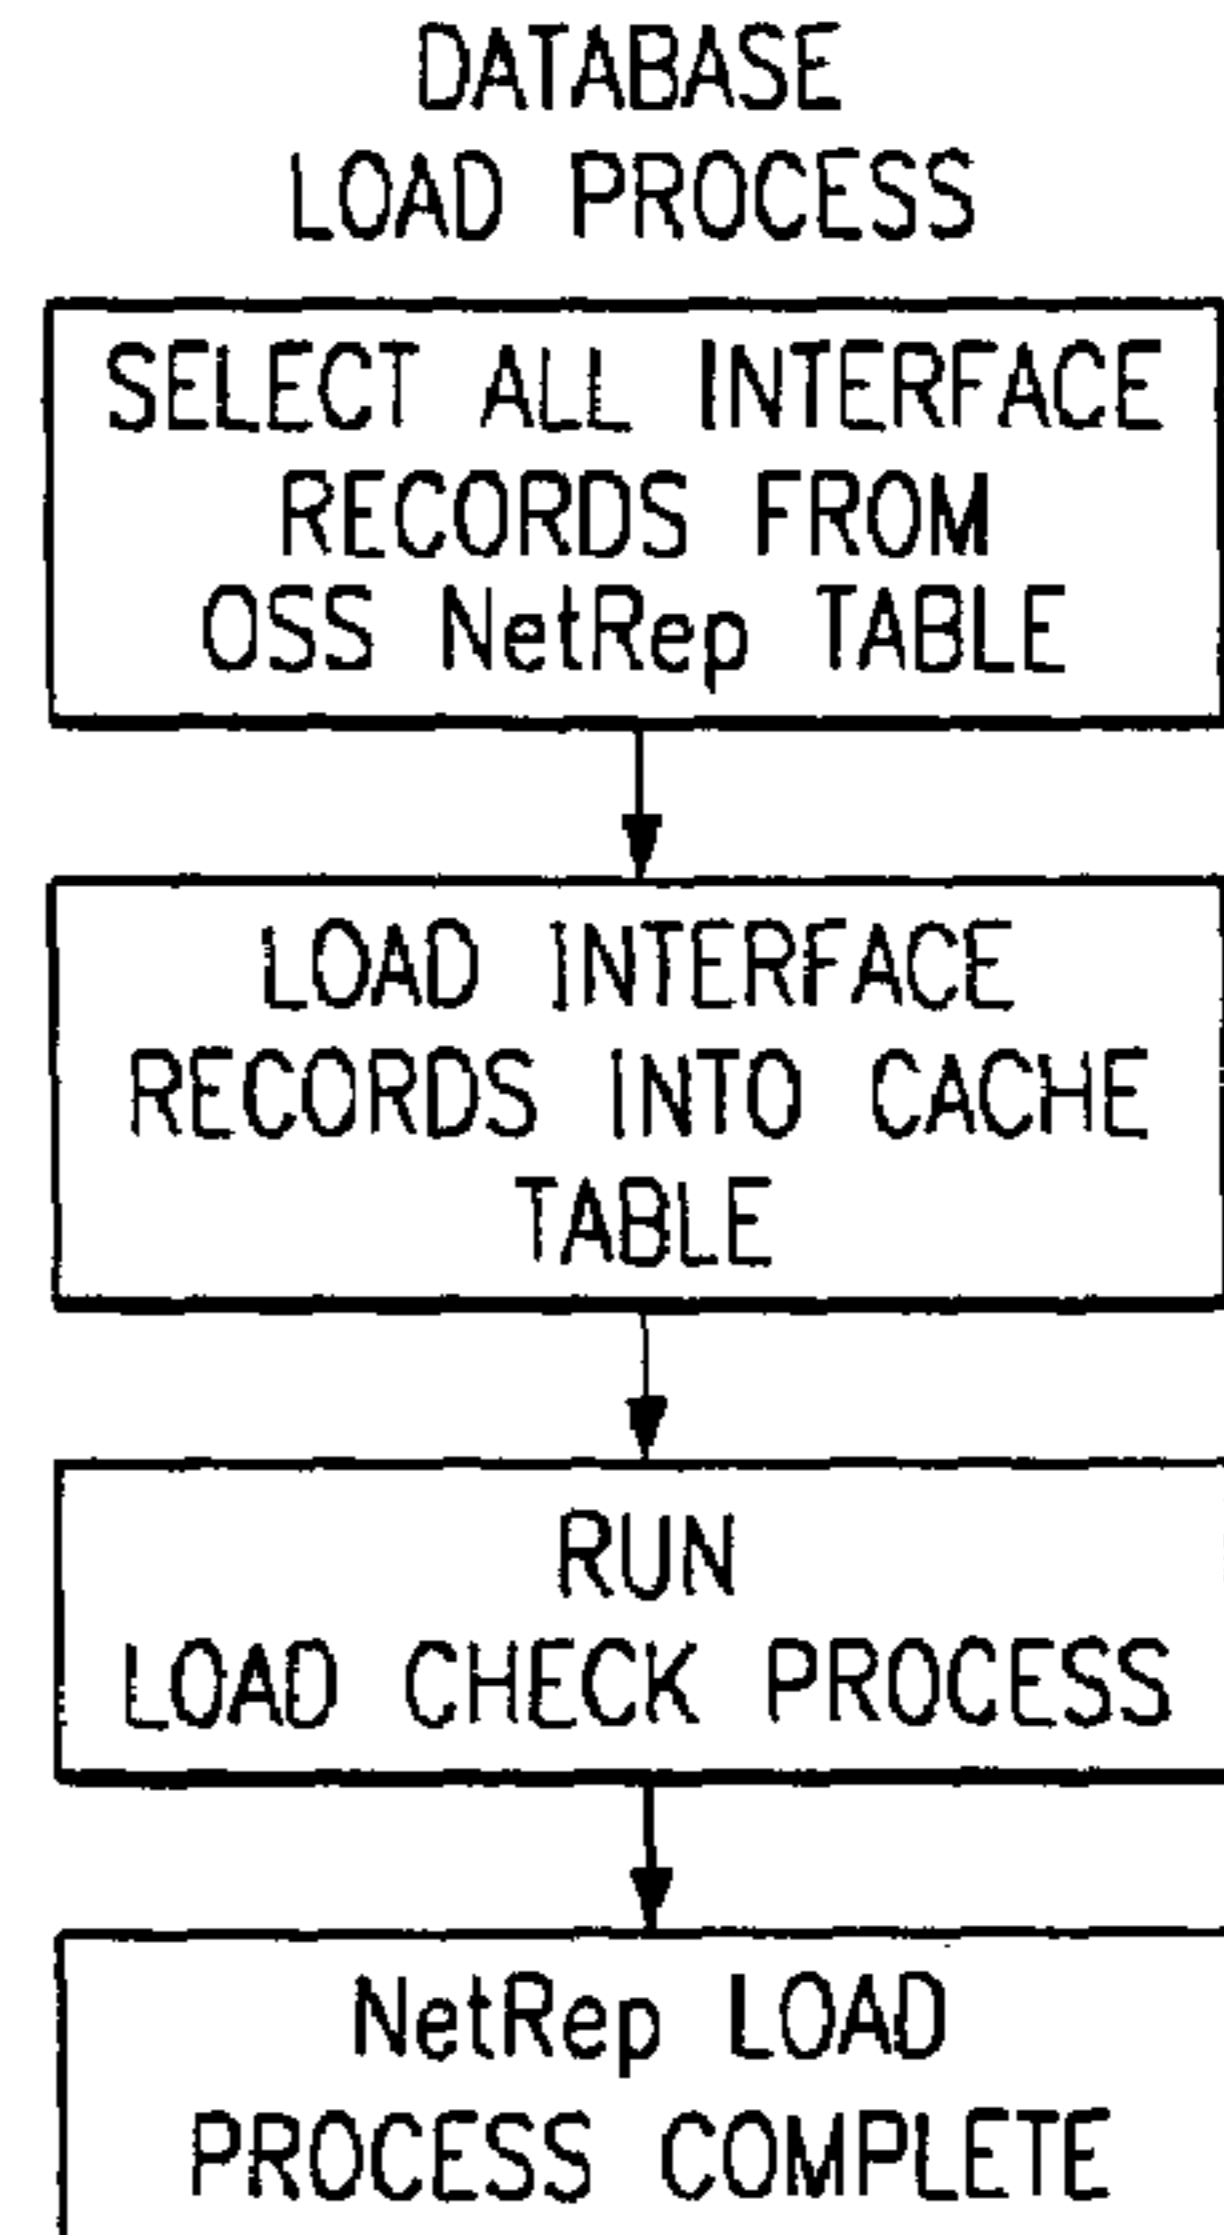 DATABASE
LOAD PROCESS
SELECT ALL INTERFACE
RECORDS FROM
OSS NetRep TABLE
LOAD INTERFACE
RECORDS INTO CACHE
TABLE
RUN
LOAD CHECK PROCESS
NetRep LOAD
PROCESS COMPLETE